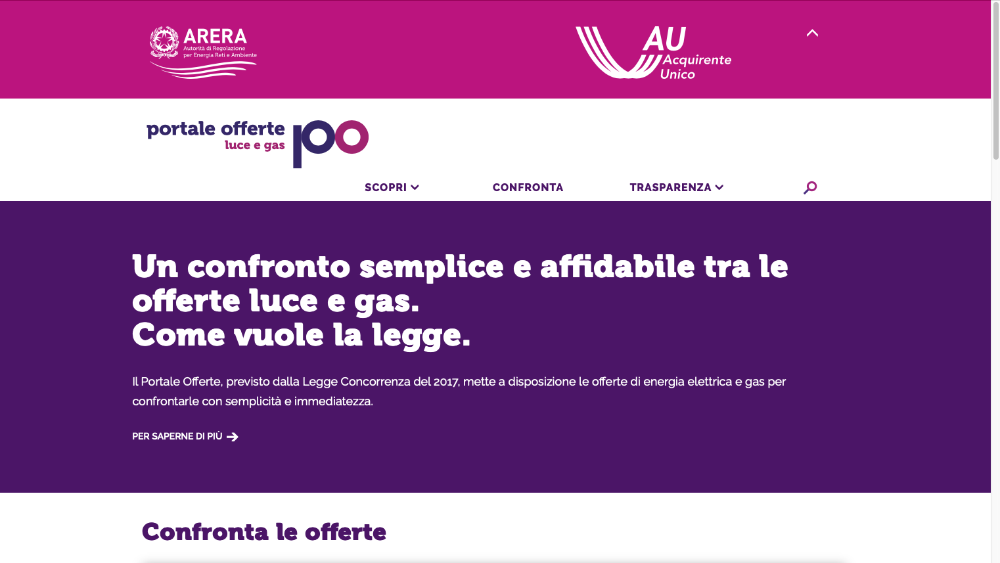 ARERA
Autorità di Regolazione
per Energia Reti e Ambiente
AU
Acquirente
Unico
portale offerte
luce e gas
po
SCOPRI
CONFRONTA
TRASPARENZA
Un confronto semplice e affidabile tra le
offerte luce e gas.
Come vuole la legge.
Il Portale Offerte, previsto dalla Legge Concorrenza del 2017, mette a disposizione le offerte di energia elettrica e gas per
confrontarle con semplicità e immediatezza.
PER SAPERNE DI PIÙ
Confronta le offerte